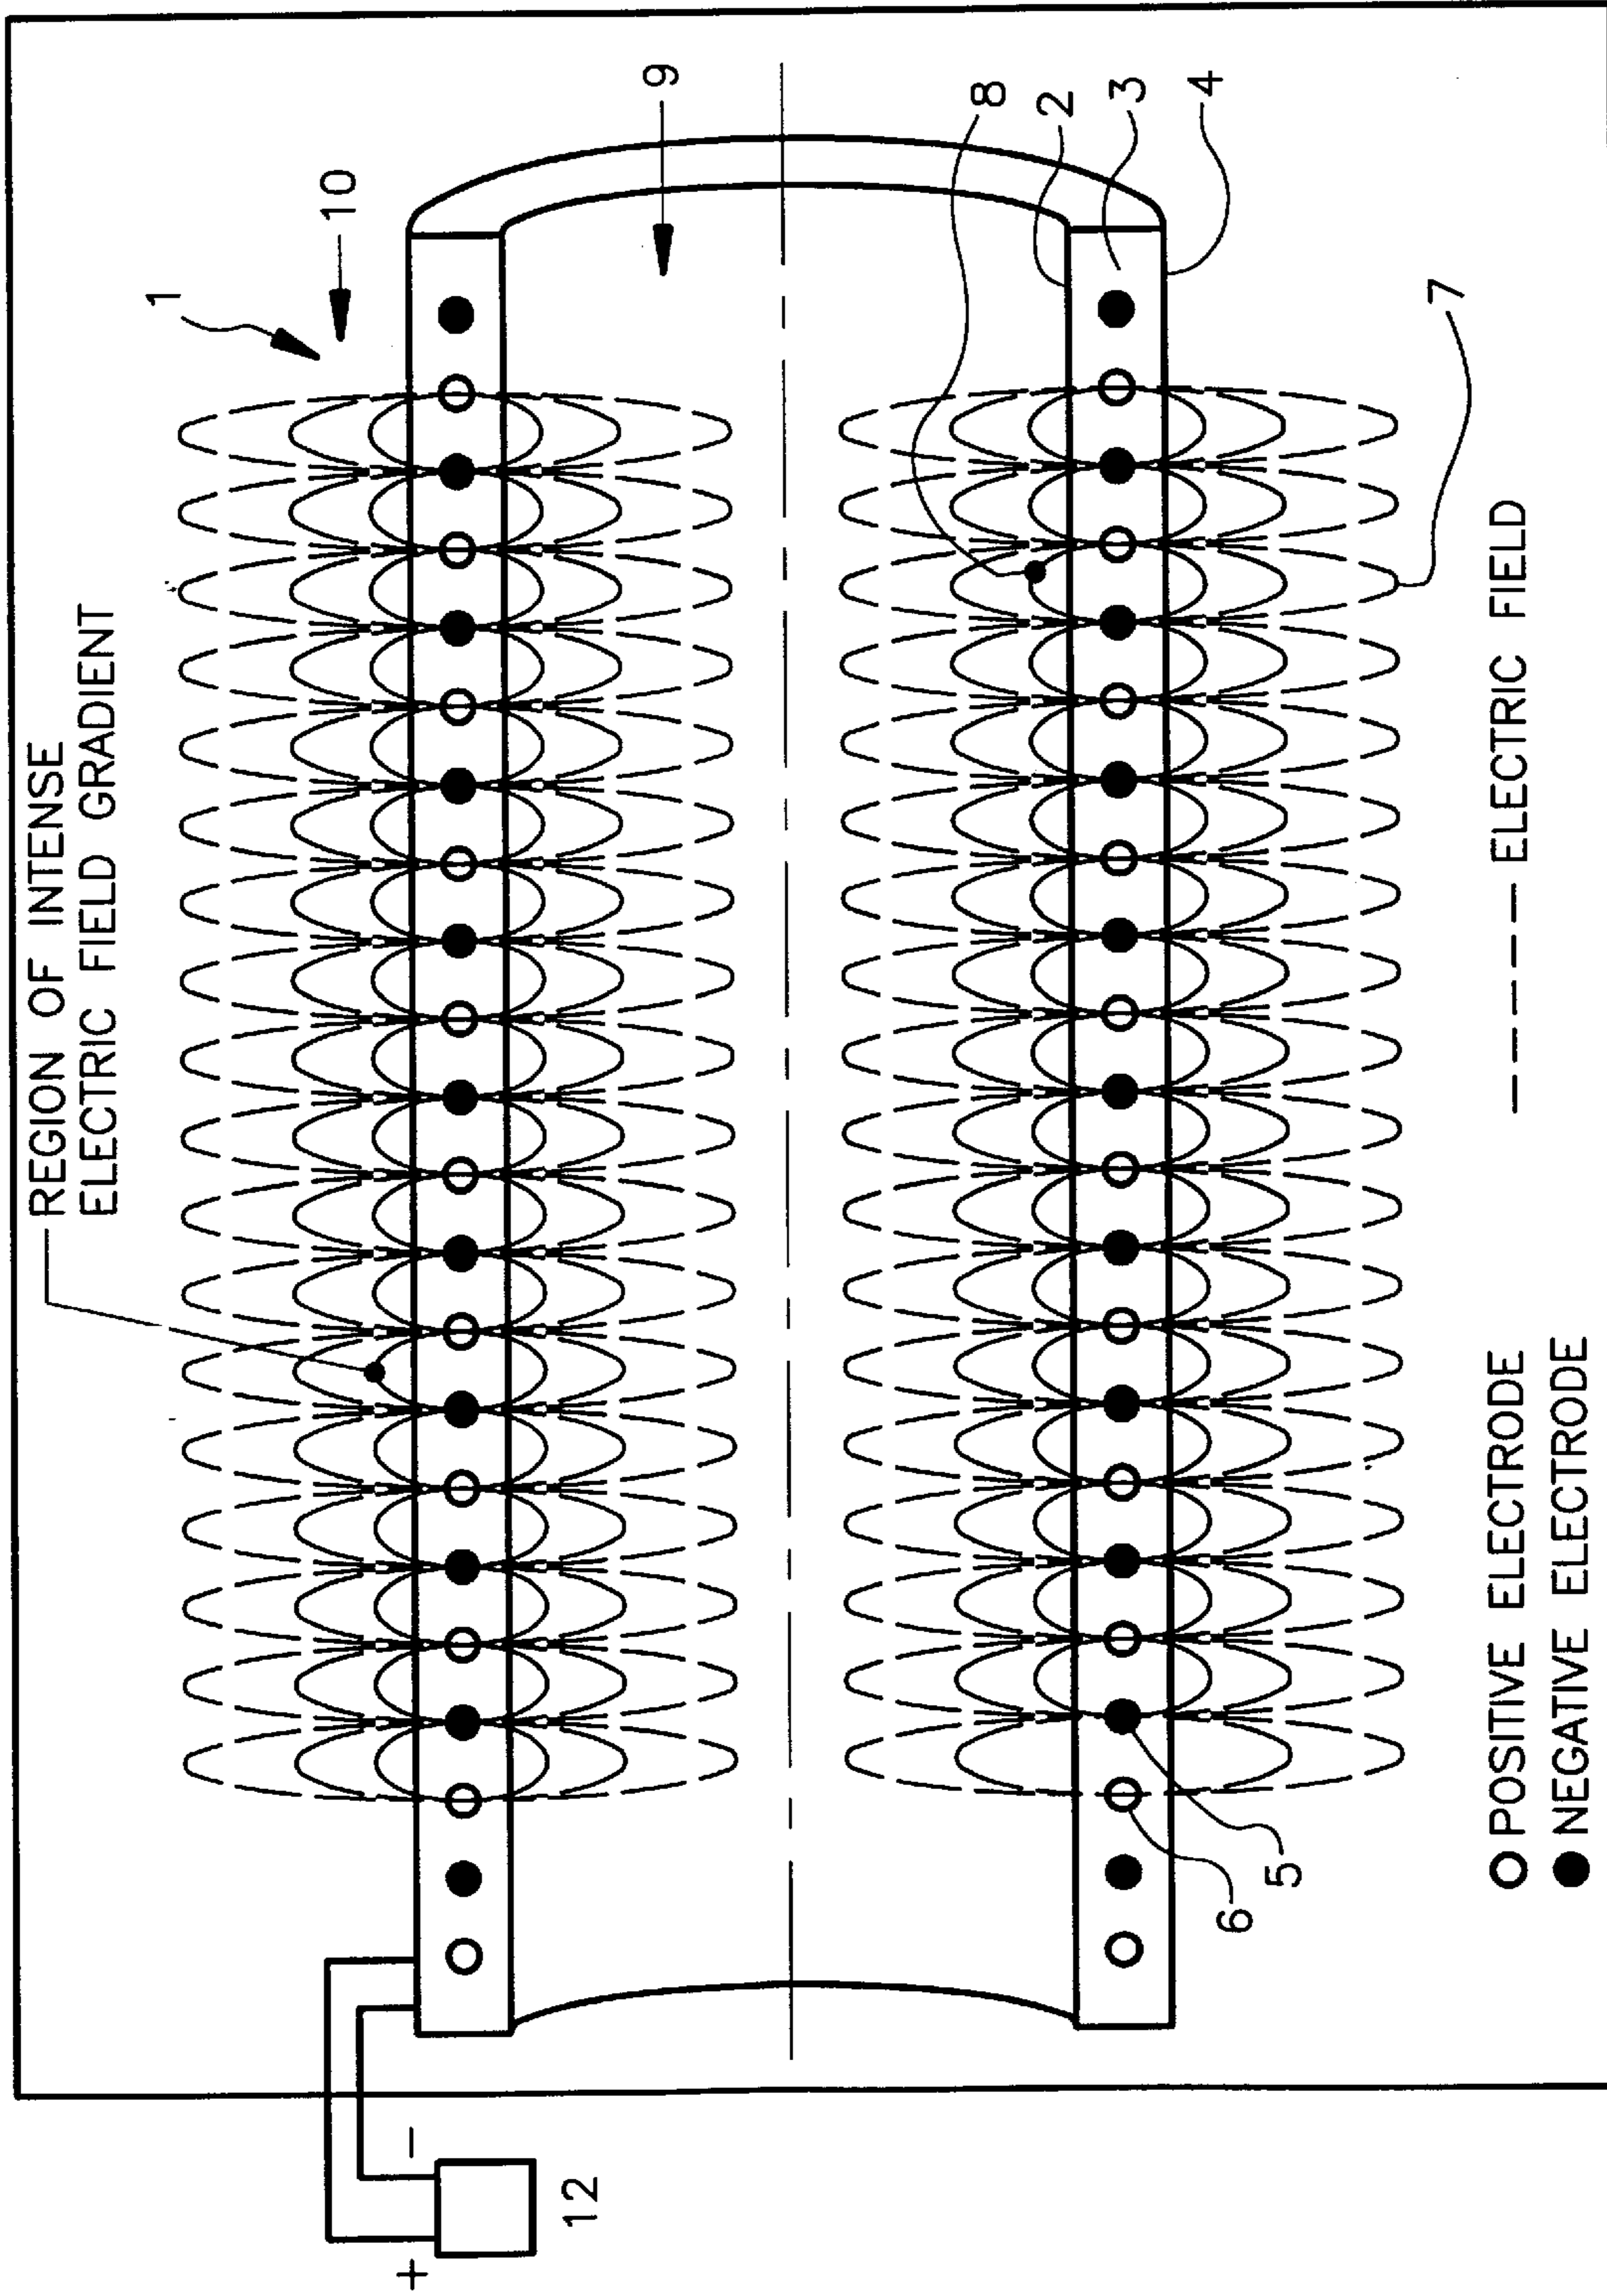 REGION OF INTENSE
ELECTRIC FIELD GRADIENT
1
10
9
8
2
3
4
7
+
-
12
6
5
O POSITIVE ELECTRODE
● NEGATIVE ELECTRODE
----- ELECTRIC FIELD